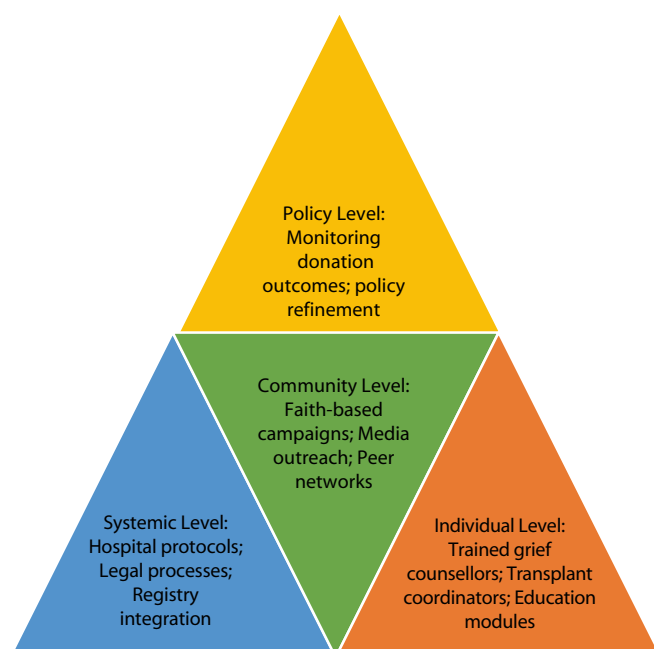 Policy Level:
Monitoring
donation
outcomes; policy
refinement
Community Level:
Faith-based
campaigns; Media
outreach; Peer
networks
Systemic Level:
Hospital protocols;
Legal processes;
Registry
integration
Individual Level:
Trained grief
counsellors; Transplant
coordinators; Education
modules